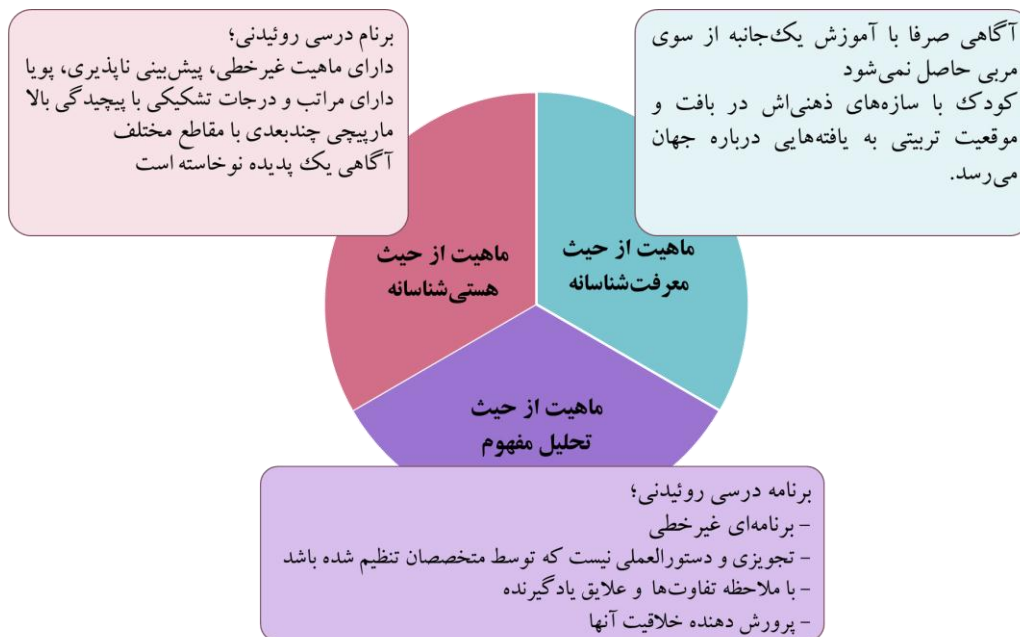 آگاهی صرفا با آموزش یک‌جانبه از سوی
مربی حاصل نمی‌شود
کودک با سازه‌های ذهنی‌اش در بافت و
موقعیت تربیتی به یافته‌هایی درباره جهان
می‌رسد.
برنام درسی روئیدنی؛
دارای ماهیت غیرخطی، پیش‌بینی ناپذیری، پویا
دارای مراتب و درجات تشکیکی با پیچیدگی بالا
مارپیچی چندبعدی با مقاطع مختلف
آگاهی یک پدیده نوخاسته است
ماهیت از حیث
معرفت‌شناسانه
ماهیت از حیث
هستی‌شناسانه
ماهیت از حیث
تحلیل مفهوم
برنامه درسی روئیدنی؛
- برنامه‌ای غیرخطی
- تجویزی و دستورالعملی نیست که توسط متخصصان تنظیم شده باشد
- با ملاحظه تفاوت‌ها و علایق یادگیرنده
- پرورش دهنده خلاقیت آنها